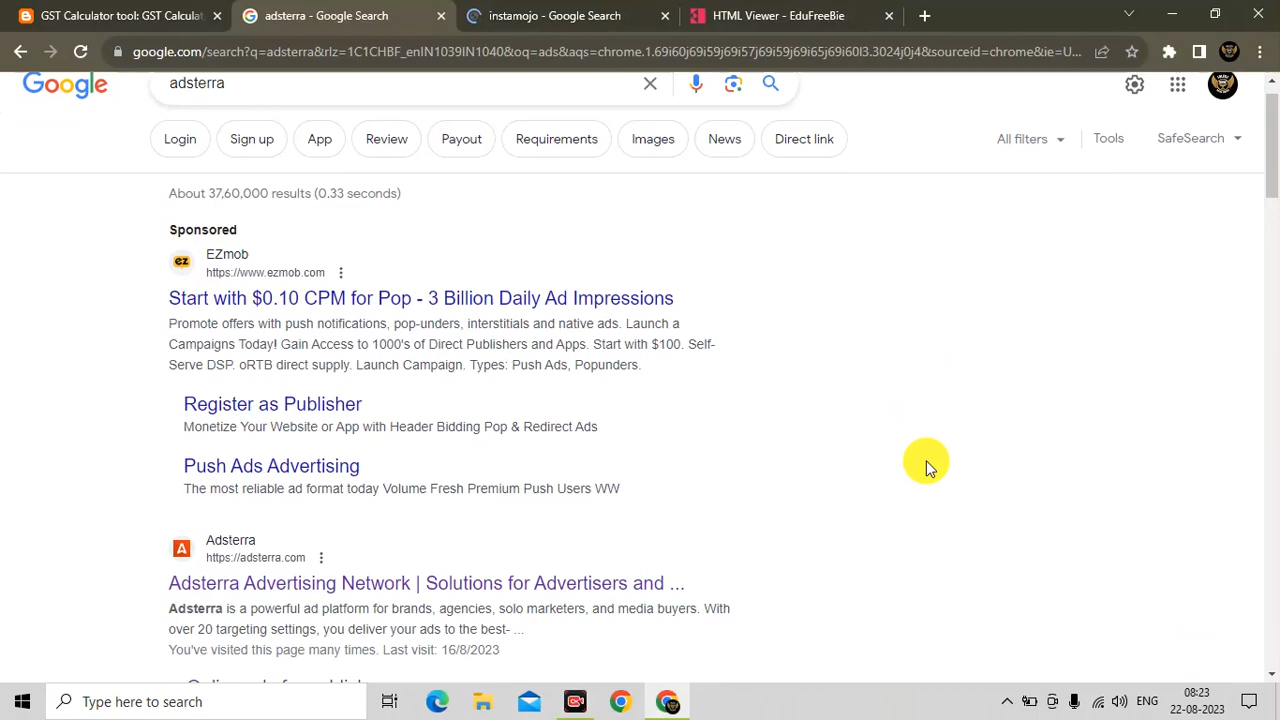 GST Calculator tool: GST Calculat
adsterra - Google Search
instamojo - Google Search
HTML Viewer - EduFreeBie
google.com/search?q=adsterra&rlz=1C1CHBF_enIN1039IN1040&oq=ads&aqs=chrome.1.69i60j69i59j69i57j69i59j69i65j69i60l3.3024j0j4&sourceid=chrome&ie=U...
Google
adsterra
Login
Sign up
App
Review
Payout
Requirements
Images
News
Direct link
All filters
Tools
SafeSearch
About 37,60,000 results (0.33 seconds)
Sponsored
ez
EZmob
https://www.ezmob.com
Start with $0.10 CPM for Pop - 3 Billion Daily Ad Impressions
Promote offers with push notifications, pop-unders, interstitials and native ads. Launch a
Campaigns Today! Gain Access to 1000's of Direct Publishers and Apps. Start with $100. Self-
Serve DSP. oRTB direct supply. Launch Campaign. Types: Push Ads, Popunders.
Register as Publisher
Monetize Your Website or App with Header Bidding Pop & Redirect Ads
Push Ads Advertising
The most reliable ad format today Volume Fresh Premium Push Users WW
A
Adsterra
https://adsterra.com
Adsterra Advertising Network | Solutions for Advertisers and ...
Adsterra is a powerful ad platform for brands, agencies, solo marketers, and media buyers. With
over 20 targeting settings, you deliver your ads to the best- ...
You've visited this page many times. Last visit: 16/8/2023
Type here to search
ENG
08:23
22-08-2023